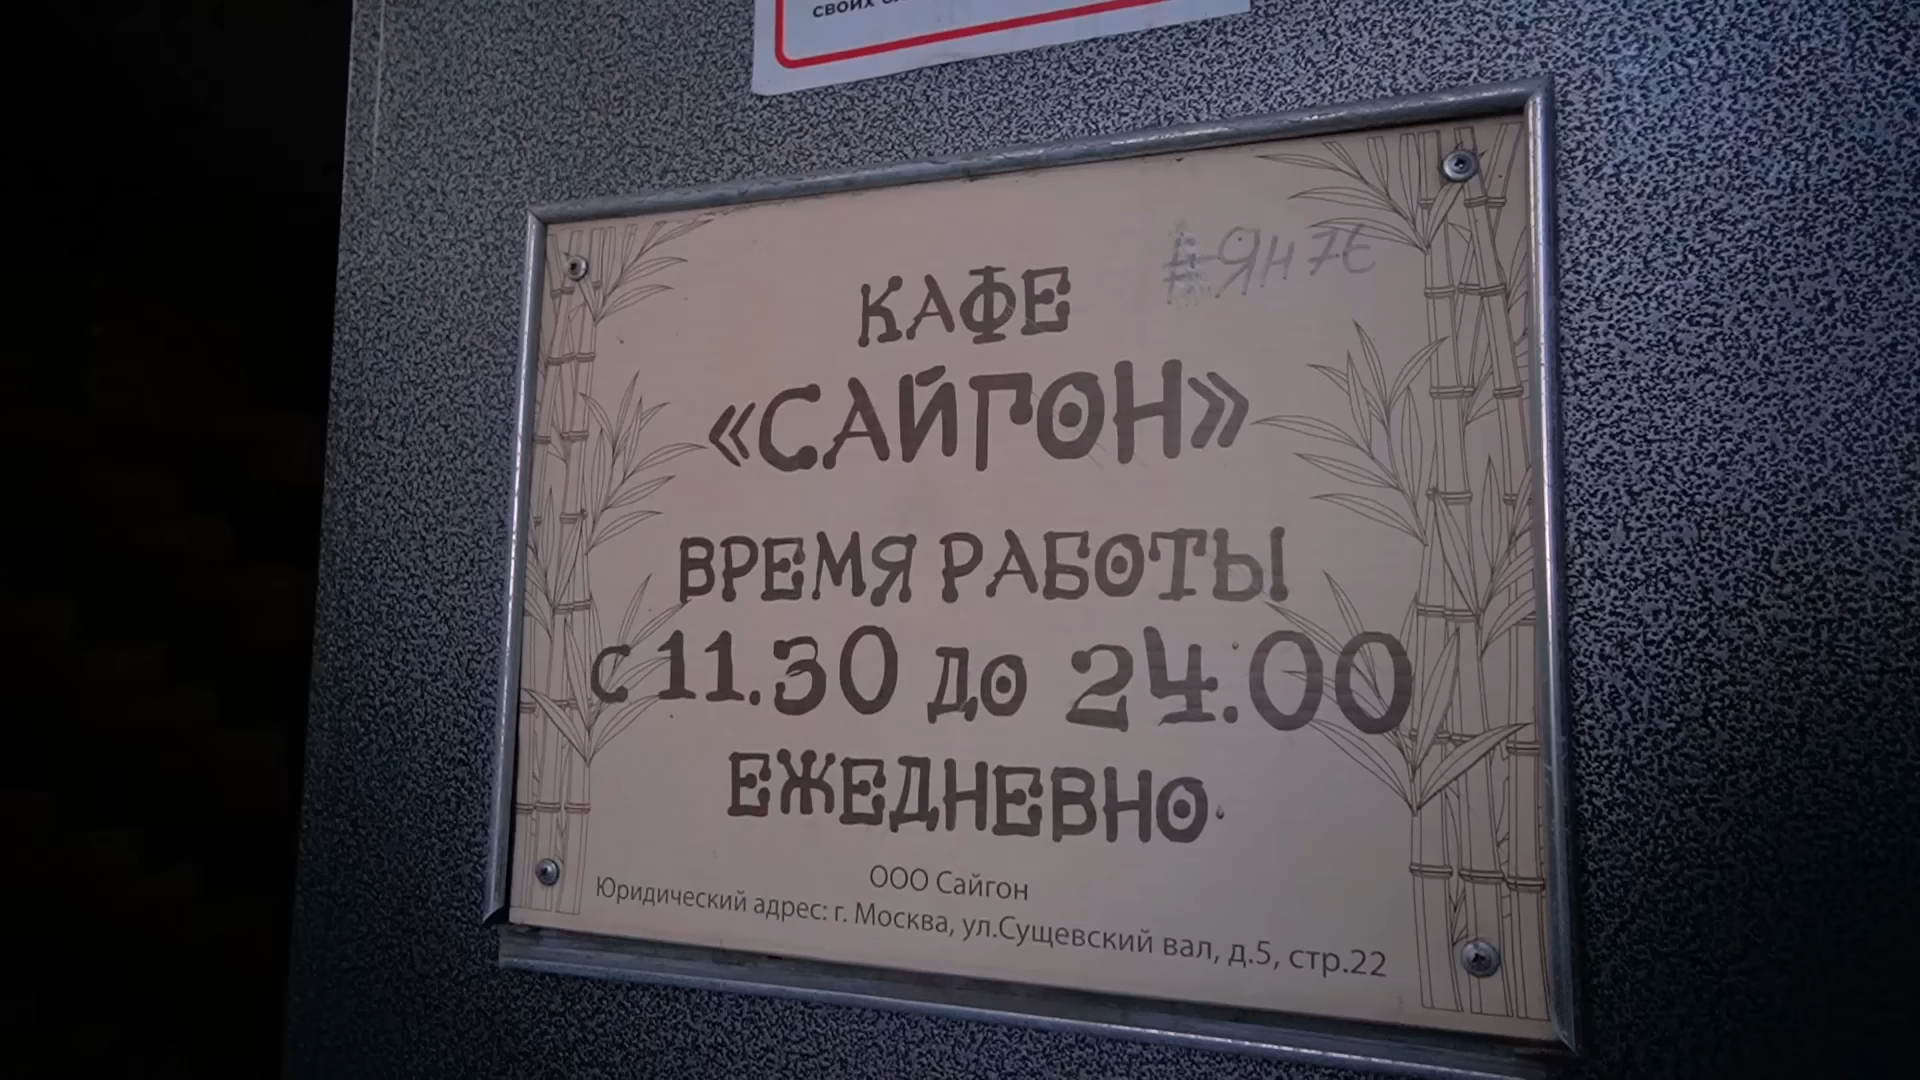 своих
КАФЕ
«САЙГОН»
ВРЕМЯ РАБОТЫ
С 11.30 ДО 24.00
ЕЖЕДНЕВНО
ООО Сайгон
Юридический адрес: г. Москва, ул.Сущевский вал, д.5, стр.22